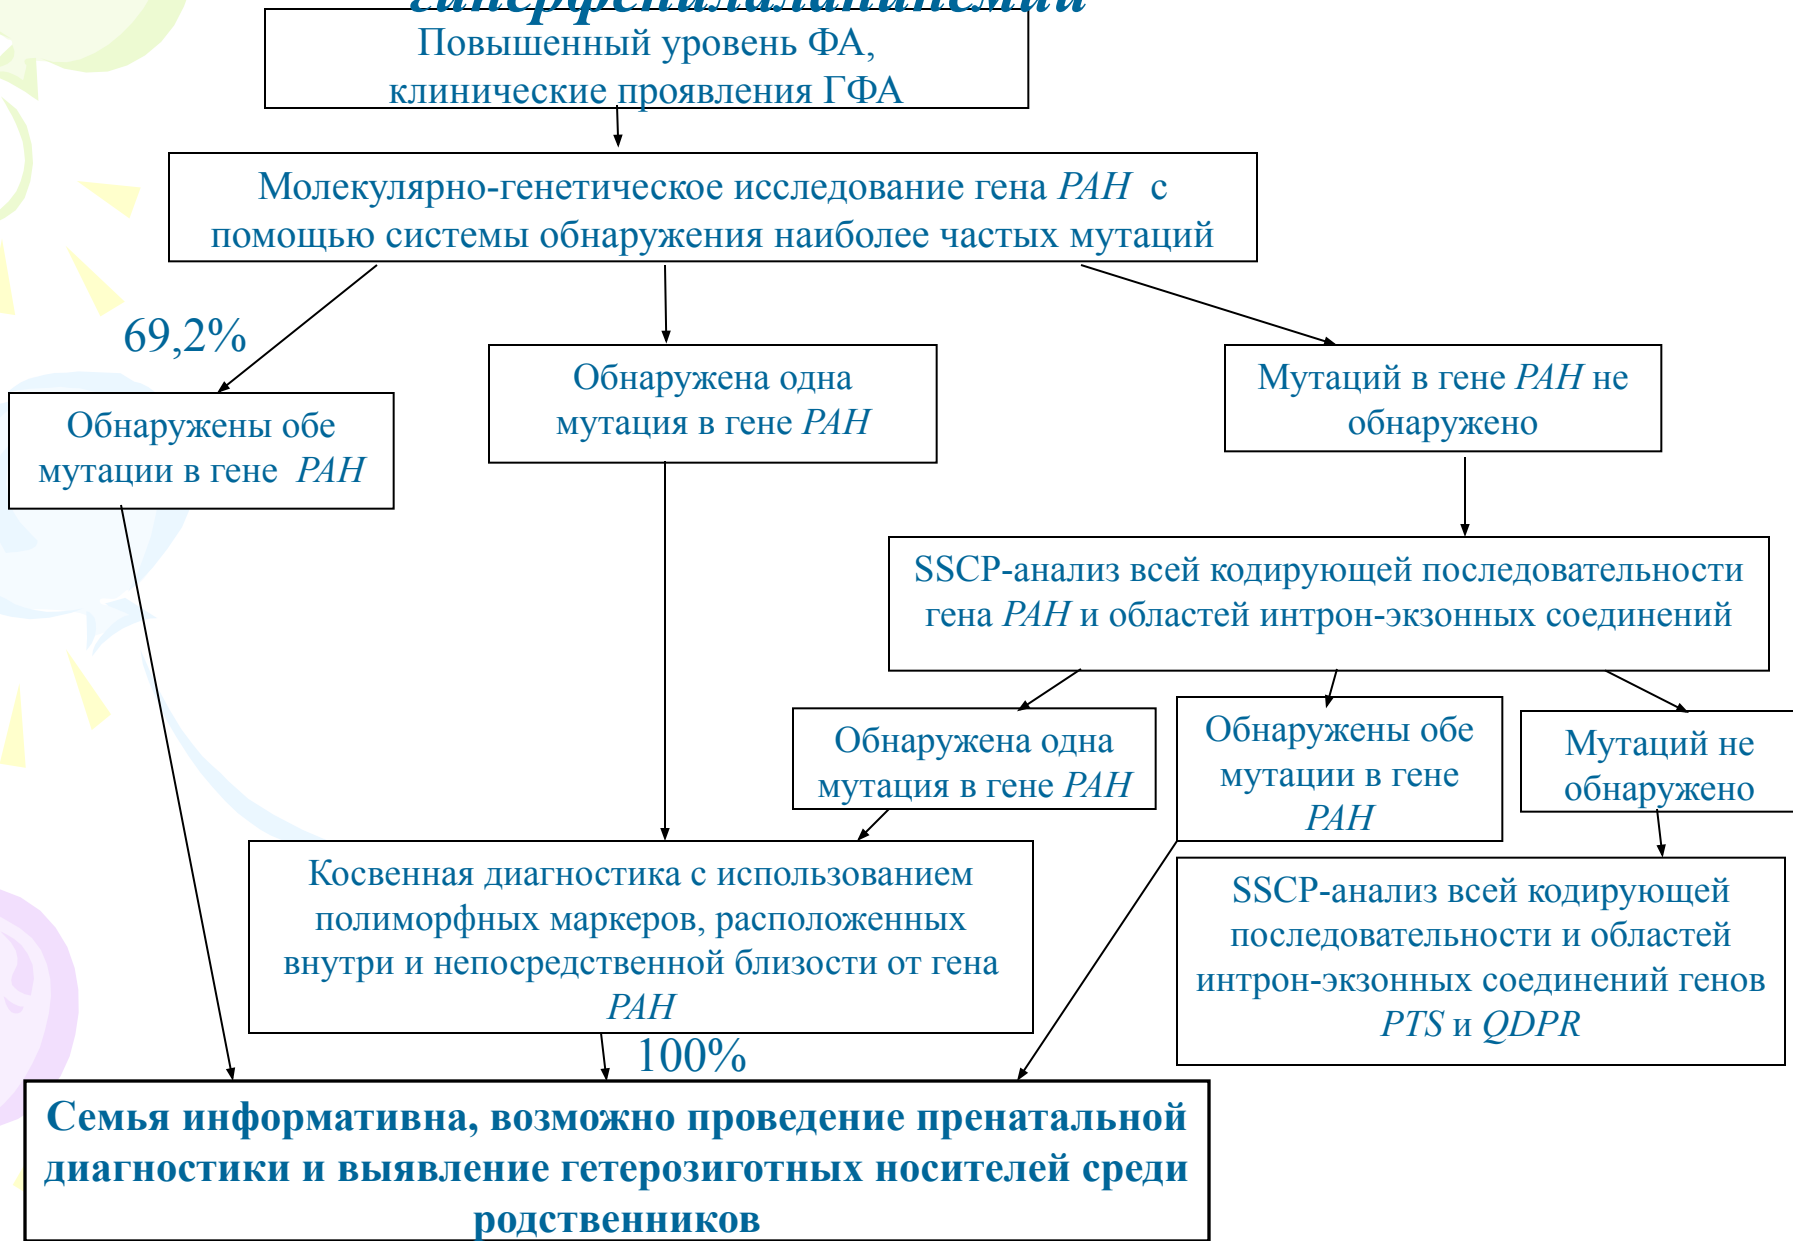 гиперфенилаланинемии
Повышенный уровень ФА,
клинические проявления ГФА
Молекулярно-генетическое исследование гена PAH с
помощью системы обнаружения наиболее частых мутаций
69,2%
Обнаружены обе
мутации в гене PAH
Обнаружена одна
мутация в гене PAH
Мутаций в гене PAH не
обнаружено
SSCP-анализ всей кодирующей последовательности
гена PAH и областей интрон-экзонных соединений
Обнаружена одна
мутация в гене PAH
Обнаружены обе
мутации в гене
PAH
Мутаций не
обнаружено
Косвенная диагностика с использованием
полиморфных маркеров, расположенных
внутри и непосредственной близости от гена
PAH
SSCP-анализ всей кодирующей
последовательности и областей
интрон-экзонных соединений генов
PTS и QDPR
100%
Семья информативна, возможно проведение пренатальной
диагностики и выявление гетерозиготных носителей среди
родственников